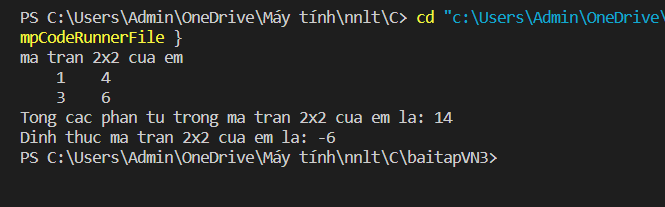 PS C:\Users\Admin\OneDrive\Máy tính\nnlt\C> cd "c:\Users\Admin\OneDrive\
mpCodeRunnerFile }
ma tran 2x2 cua em
1 4
3 6
Tong cac phan tu trong ma tran 2x2 cua em la: 14
Dinh thuc ma tran 2x2 cua em la: -6
PS C:\Users\Admin\OneDrive\Máy tính\nnlt\C\baitapVN3>